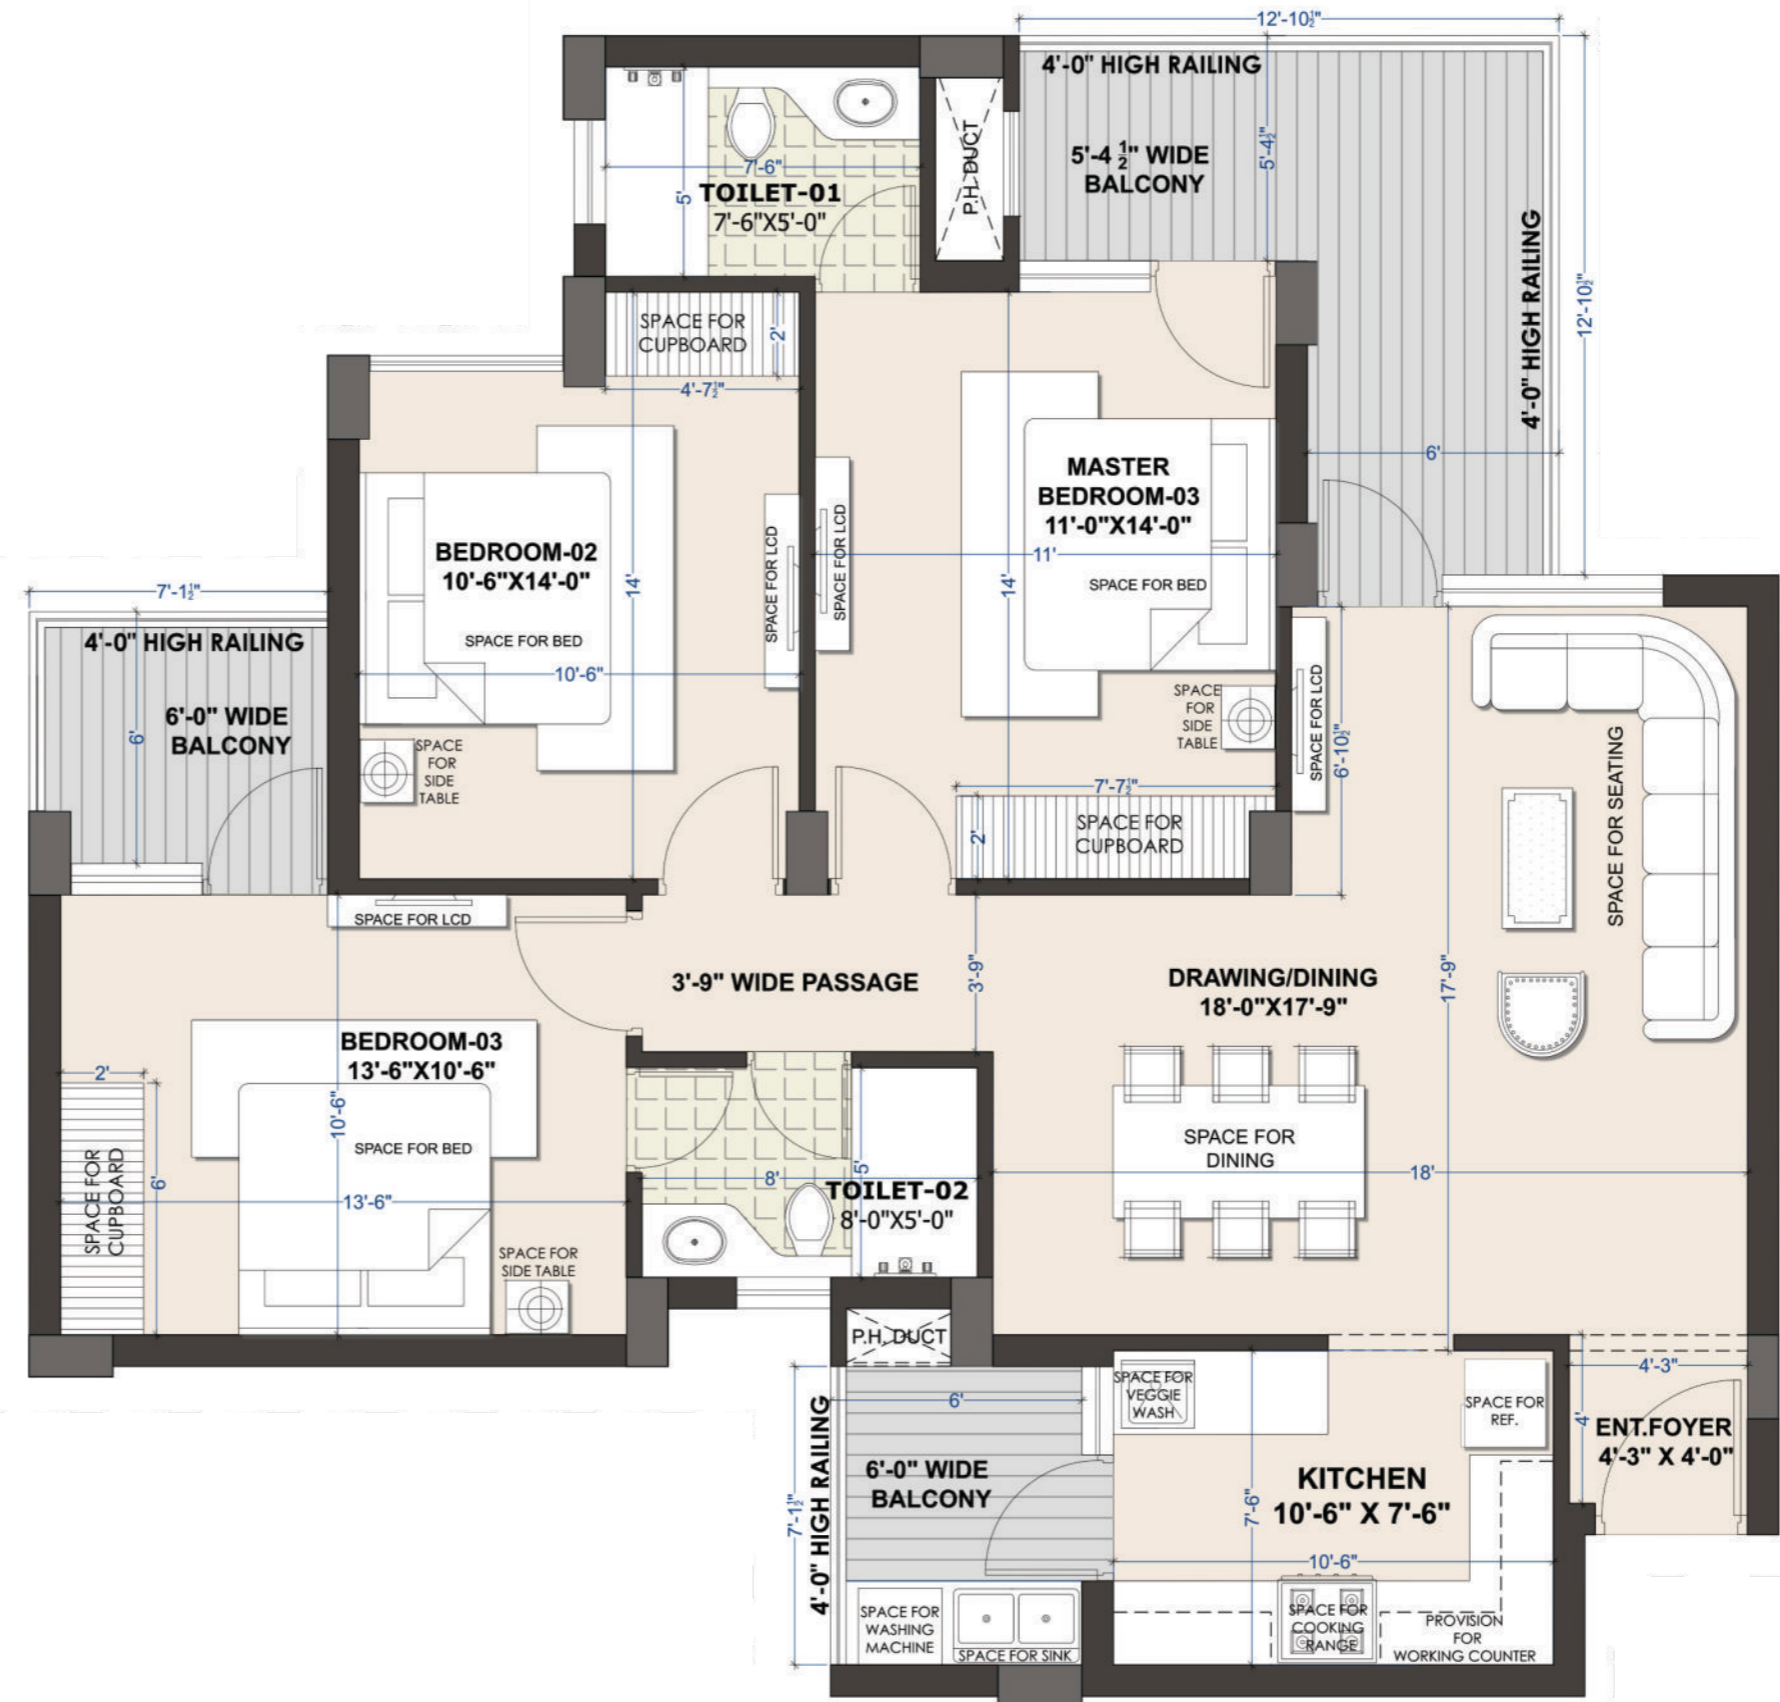 12'-10½"
4'-0" HIGH RAILING
5'-4½"
5'-4 ½" WIDE
BALCONY
P.H. DUCT
7'-6"
5'
TOILET-01
7'-6"X5'-0"
4'-0" HIGH RAILING
12'-10½"
SPACE FOR
CUPBOARD
2'
4'-7½"
6'
MASTER
BEDROOM-03
11'-0"X14'-0"
11'
14'
SPACE FOR BED
SPACE FOR LCD
SPACE FOR LCD
BEDROOM-02
10'-6"X14'-0"
14'
SPACE FOR BED
10'-6"
7'-1½"
4'-0" HIGH RAILING
6'-0" WIDE
BALCONY
6'
SPACE
FOR
SIDE
TABLE
SPACE
FOR
SIDE
TABLE
SPACE FOR LCD
6'-10½"
SPACE FOR SEATING
7'-7½"
2'
SPACE FOR
CUPBOARD
SPACE FOR LCD
3'-9" WIDE PASSAGE
3'-9"
DRAWING/DINING
18'-0"X17'-9"
17'-9"
BEDROOM-03
13'-6"X10'-6"
2'
10'-6"
SPACE FOR BED
SPACE FOR
CUPBOARD
6'
13'-6"
SPACE FOR
SIDE TABLE
8'
5'
TOILET-02
8'-0"X5'-0"
SPACE FOR
DINING
18'
P.H. DUCT
6'
4'-0" HIGH RAILING
7'-1½"
6'-0" WIDE
BALCONY
SPACE FOR
VEGGIE
WASH
SPACE FOR
REF.
4'-3"
4'
ENT.FOYER
4'-3" X 4'-0"
KITCHEN
10'-6" X 7'-6"
7'-6"
10'-6"
SPACE FOR
WASHING
MACHINE
SPACE FOR SINK
SPACE FOR
COOKING
RANGE
PROVISION
FOR
WORKING COUNTER